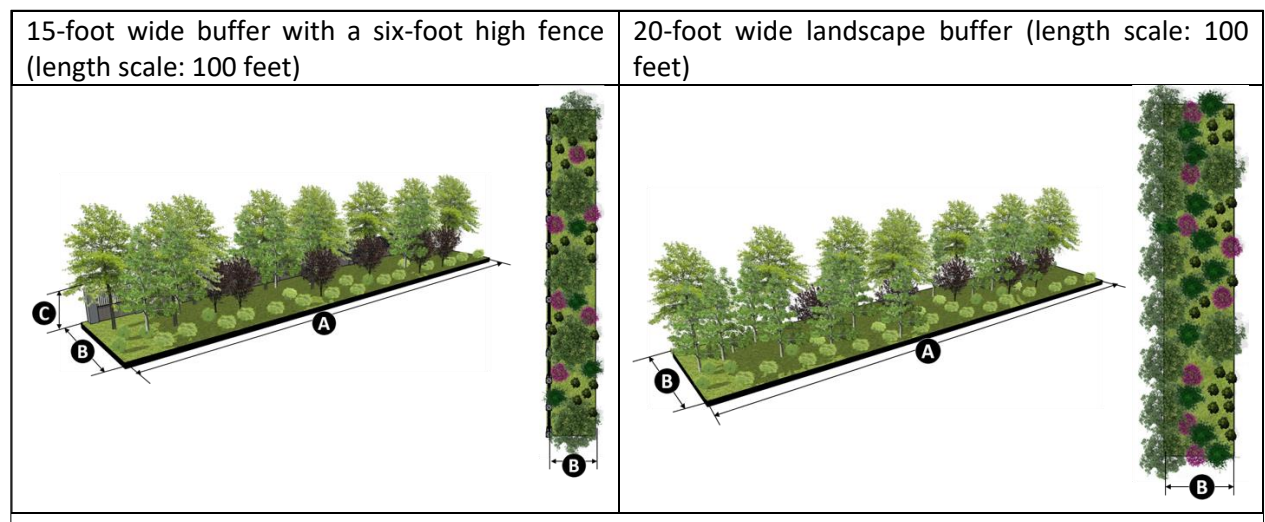 15-foot wide buffer with a six-foot high fence
(length scale: 100 feet)
20-foot wide landscape buffer (length scale: 100
feet)
C
B
A
B
B
A
B